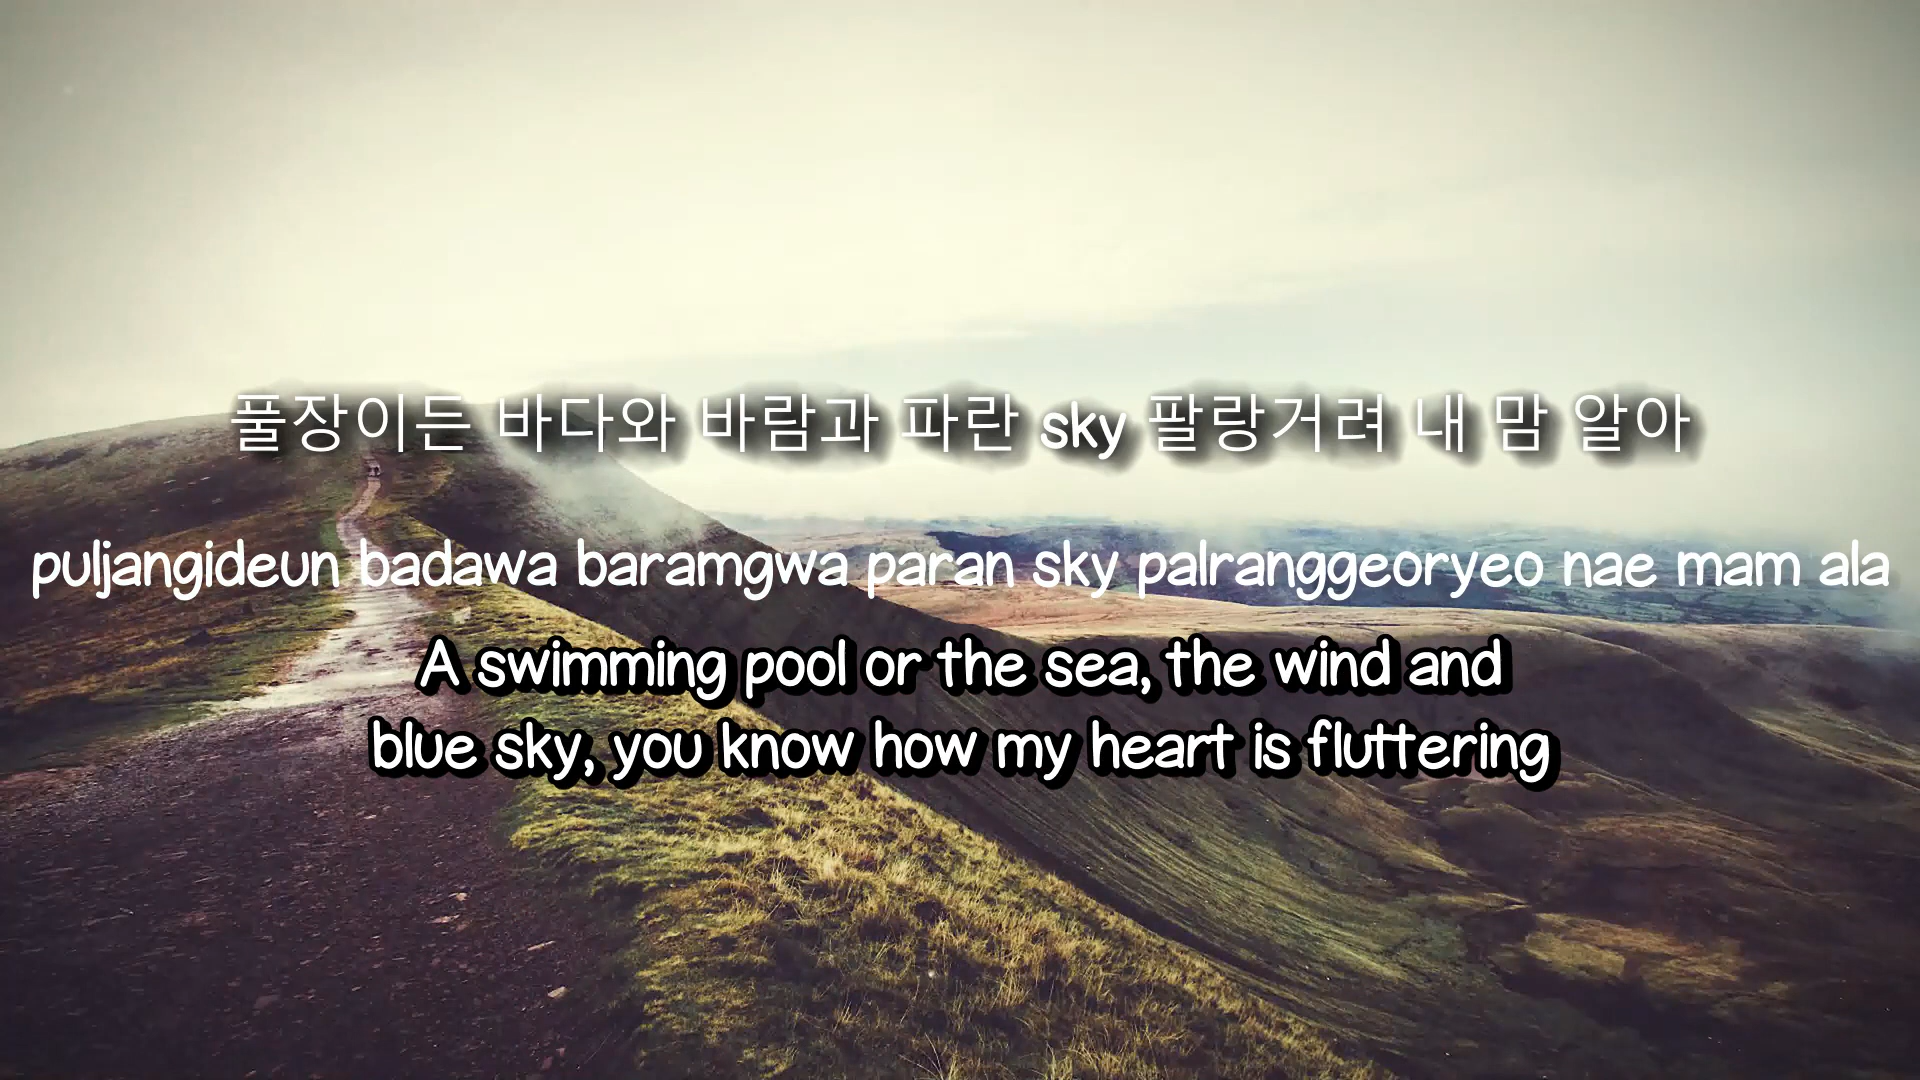 풀장이든 바다와 바람과 파란 sky 팔랑거려 내 맘 알아
puljangideun badawa baramgwa paran sky palranggeoryeo nae mam ala
A swimming pool or the sea, the wind and
blue sky, you know how my heart is fluttering